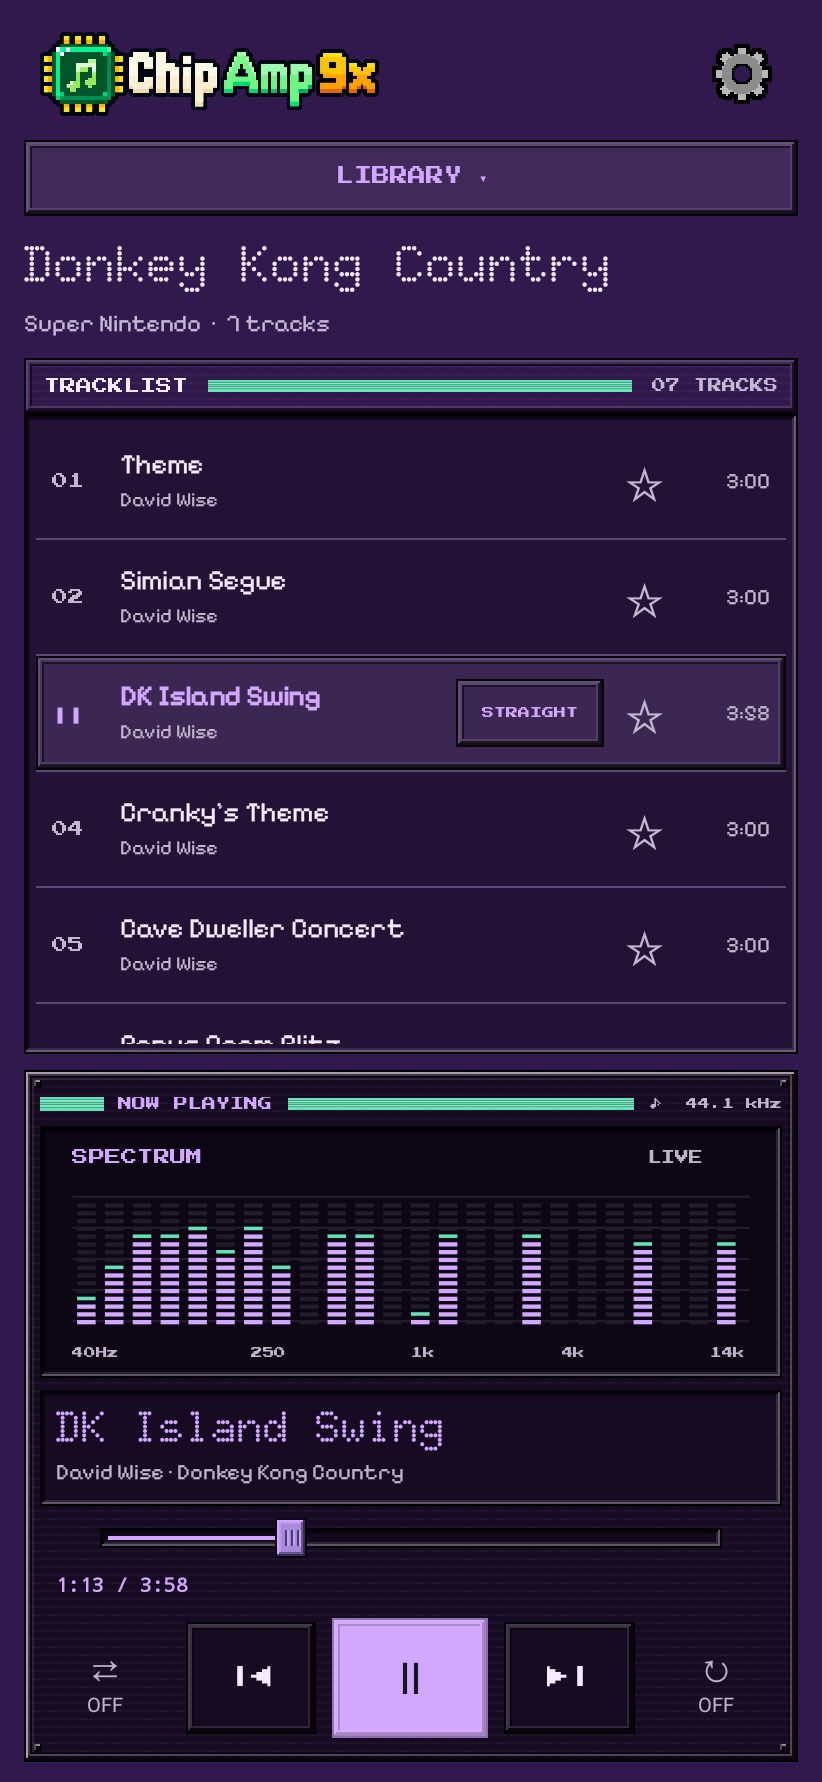 ChipAmp9x
LIBRARY ▾
Donkey Kong Country
Super Nintendo · 7 tracks
TRACKLIST 07 TRACKS
01 Theme 3:00
David Wise
02 Simian Segue 3:00
David Wise
DK Island Swing STRAIGHT 3:58
David Wise
04 Cranky's Theme 3:00
David Wise
05 Cave Dweller Concert 3:00
David Wise
NOW PLAYING ♪ 44.1 kHz
SPECTRUM LIVE
40Hz 250 1k 4k 14k
DK Island Swing
David Wise · Donkey Kong Country
1:13 / 3:58
OFF OFF